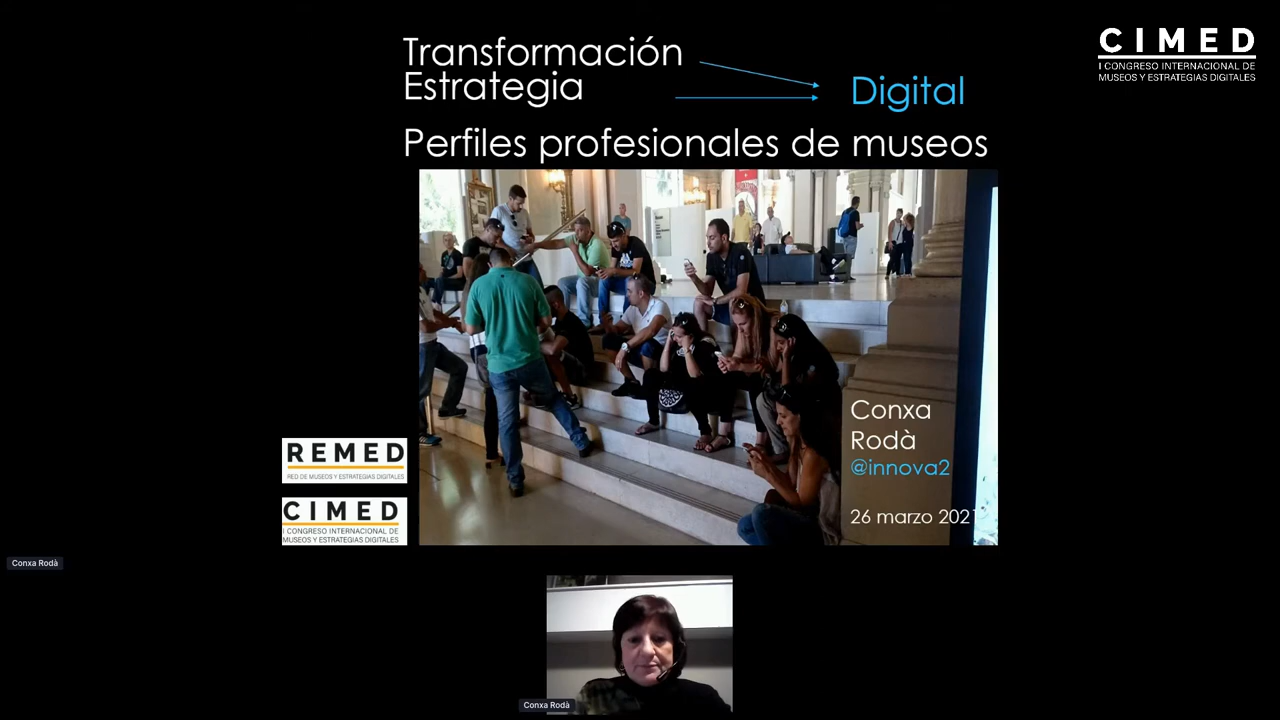 Transformación
Estrategia
Digital
Perfiles profesionales de museos
CIMED
I CONGRESO INTERNACIONAL DE
MUSEOS Y ESTRATEGIAS DIGITALES
Conxa
Rodà
@innova2
26 marzo 2021
REMED
RED DE MUSEOS Y ESTRATEGIAS DIGITALES
CIMED
I CONGRESO INTERNACIONAL DE
MUSEOS Y ESTRATEGIAS DIGITALES
Conxa Rodà
Conxa Rodà